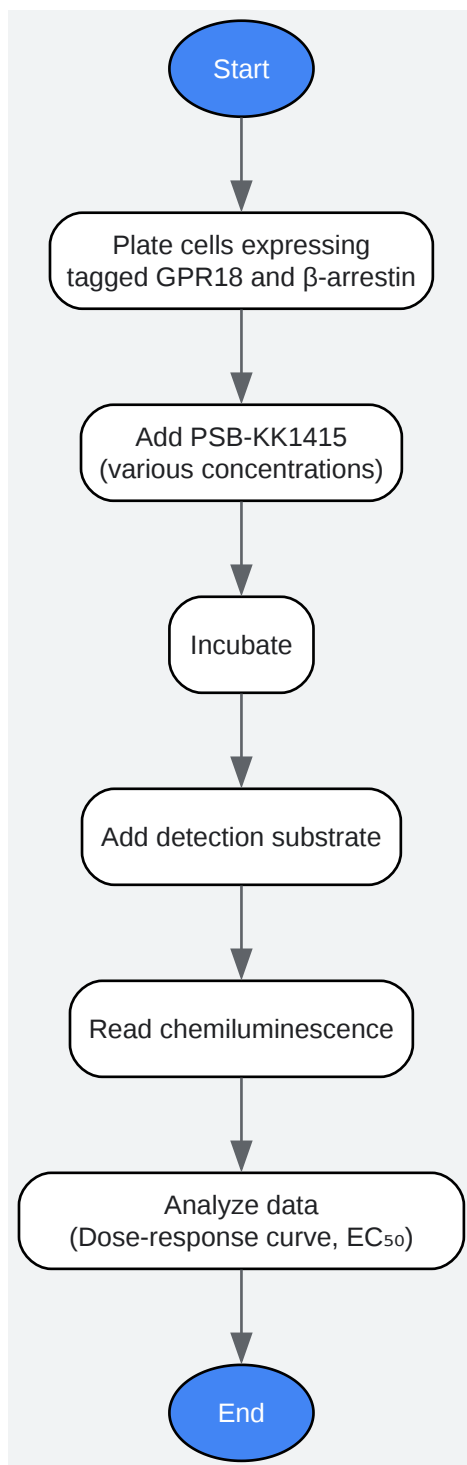 Start
Plate cells expressing
tagged GPR18 and β-arrestin
Add PSB-KK1415
(various concentrations)
Incubate
Add detection substrate
Read chemiluminescence
Analyze data
(Dose-response curve, EC₅₀)
End